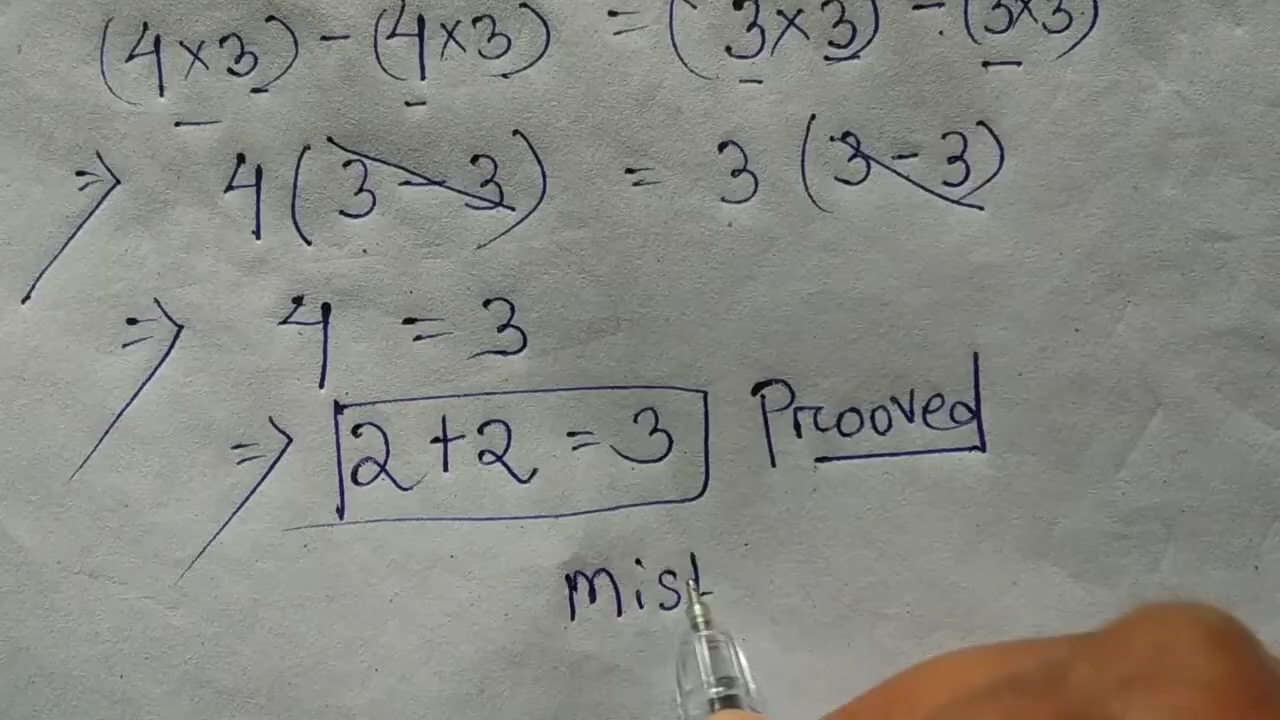 (4×3) - (4×3) = (3×3) - (3×3)
⇒ 4(3-3) = 3(3-3)
⇒ 4 = 3
⇒ 2+2 = 3 Prooved
Mist